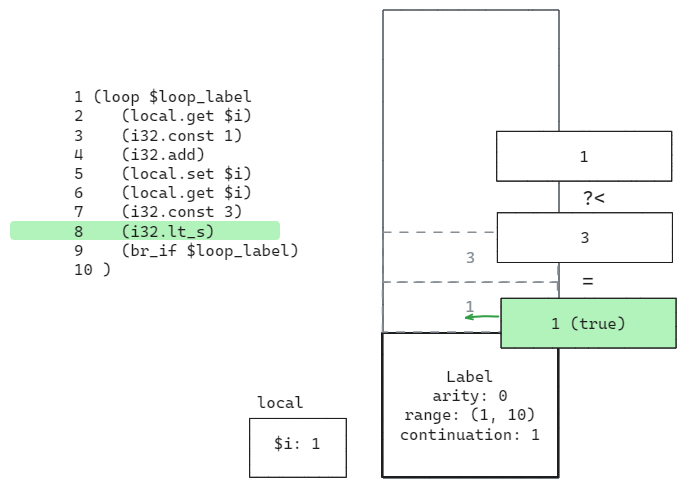 1 (loop $loop_label
2 (local.get $i)
3 (i32.const 1)
4 (i32.add)
5 (local.set $i)
6 (local.get $i)
7 (i32.const 3)
8 (i32.lt_s)
9 (br_if $loop_label)
10 )
1
?<
3
3
=
1
1 (true)
Label
arity: 0
range: (1, 10)
continuation: 1
local
$i: 1